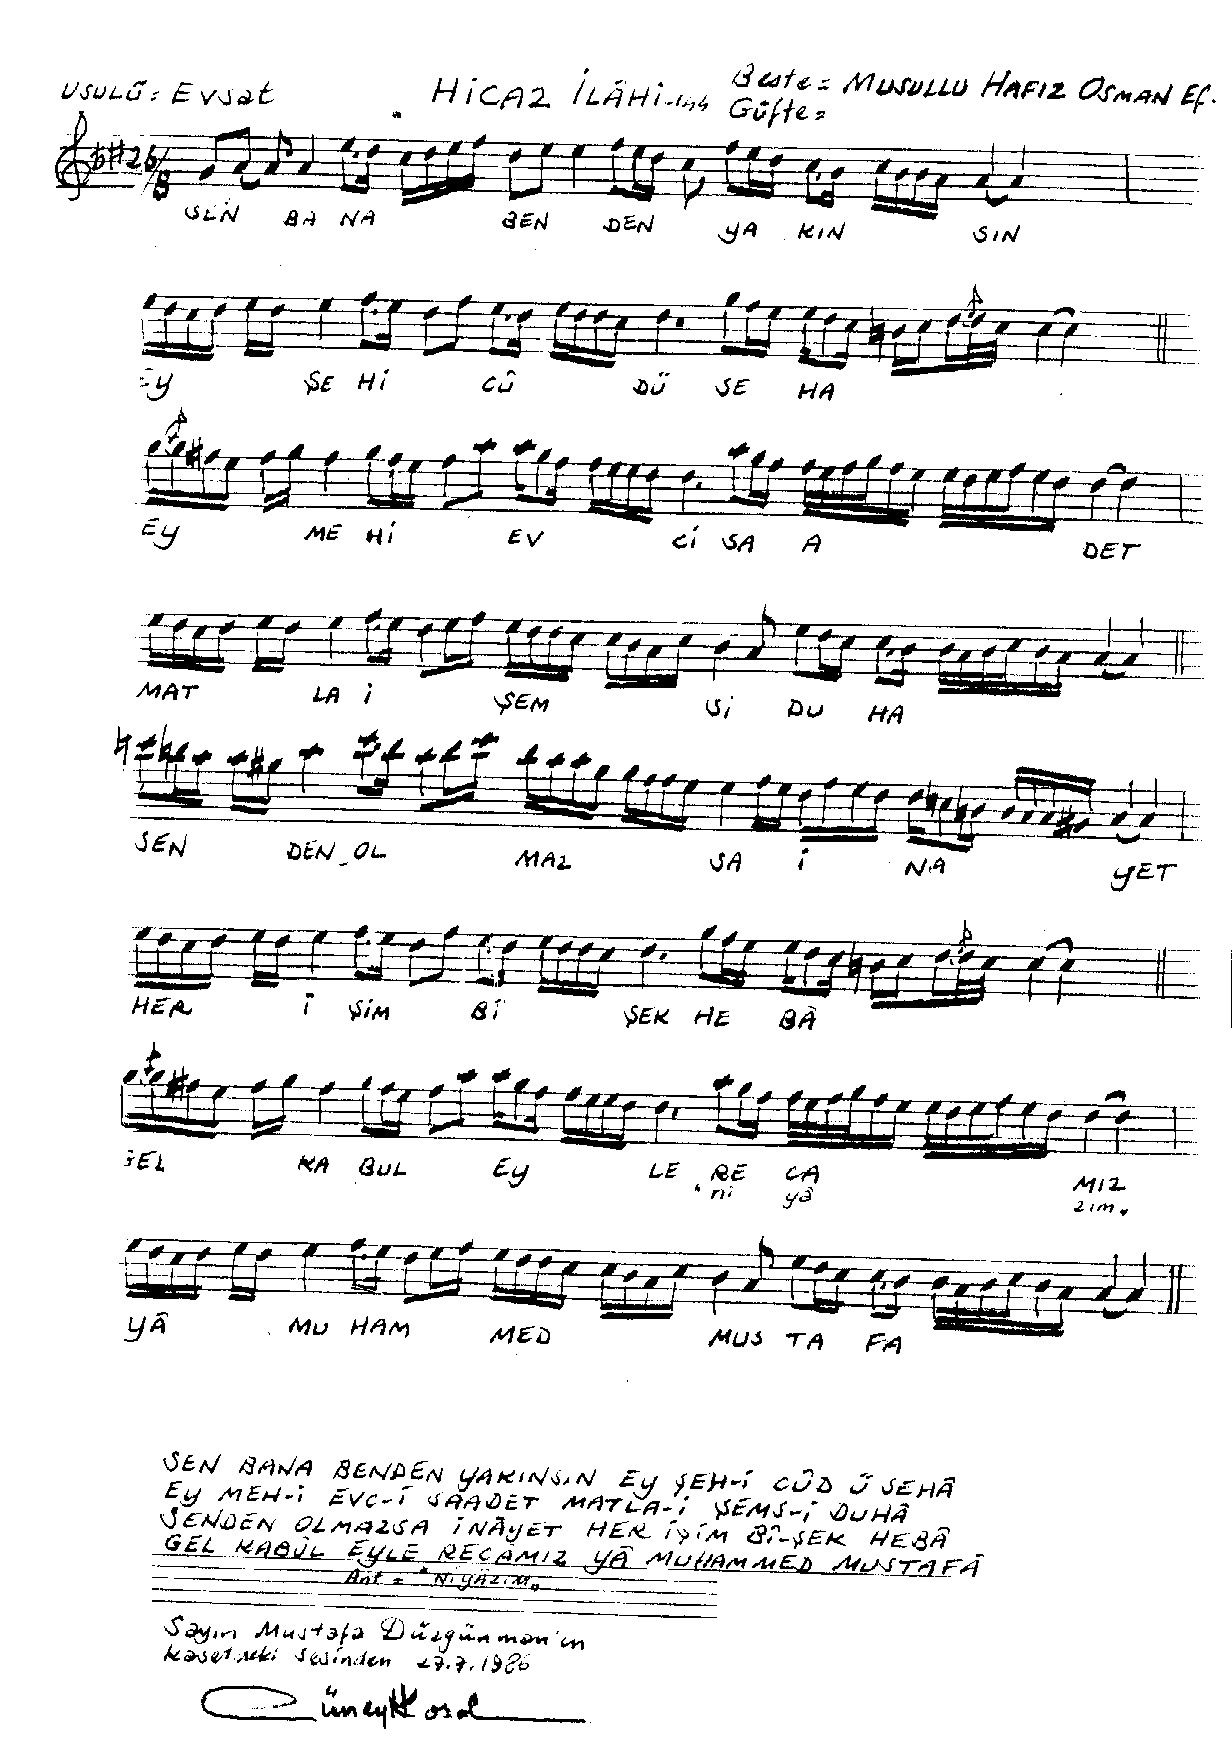 USULÜ: Evsat HİCAZ İLÂHİ Beste = MUSULLU HAFIZ OSMAN Ef.
Güfte =
26/8
SEN BA NA BEN DEN YA KIN SIN
EY ŞE Hİ CÛ DÜ SE HA
EY ME Hİ EV Cİ SA A DET
MAT LA İ ŞEM Sİ DU HA
SEN DEN_OL MAZ SA İ NA YET
HER İ ŞİM Bİ ŞEK HE BÂ
GEL KA BUL EY LE RE CA MIZ
" ni yâ zım"
YÂ MU HAM MED MUS TA FA
SEN BANA BENDEN YAKINSIN EY ŞEH-İ CÛD Ü SEHÂ
EY MEH-İ EVC-İ SAADET MATLA-İ ŞEMS-İ DUHÂ
SENDEN OLMAZSA İNÂYET HER İŞİM BÎ-ŞEK HEBÂ
GEL KABÛL EYLE RECAMIZ YÂ MUHAMMED MUSTAFÂ
Ant = "NİYÂZIM"
Sayın Mustafa Düzgünman'ın
kasetteki sesinden 27.7.1986
Cüneyt Kosal